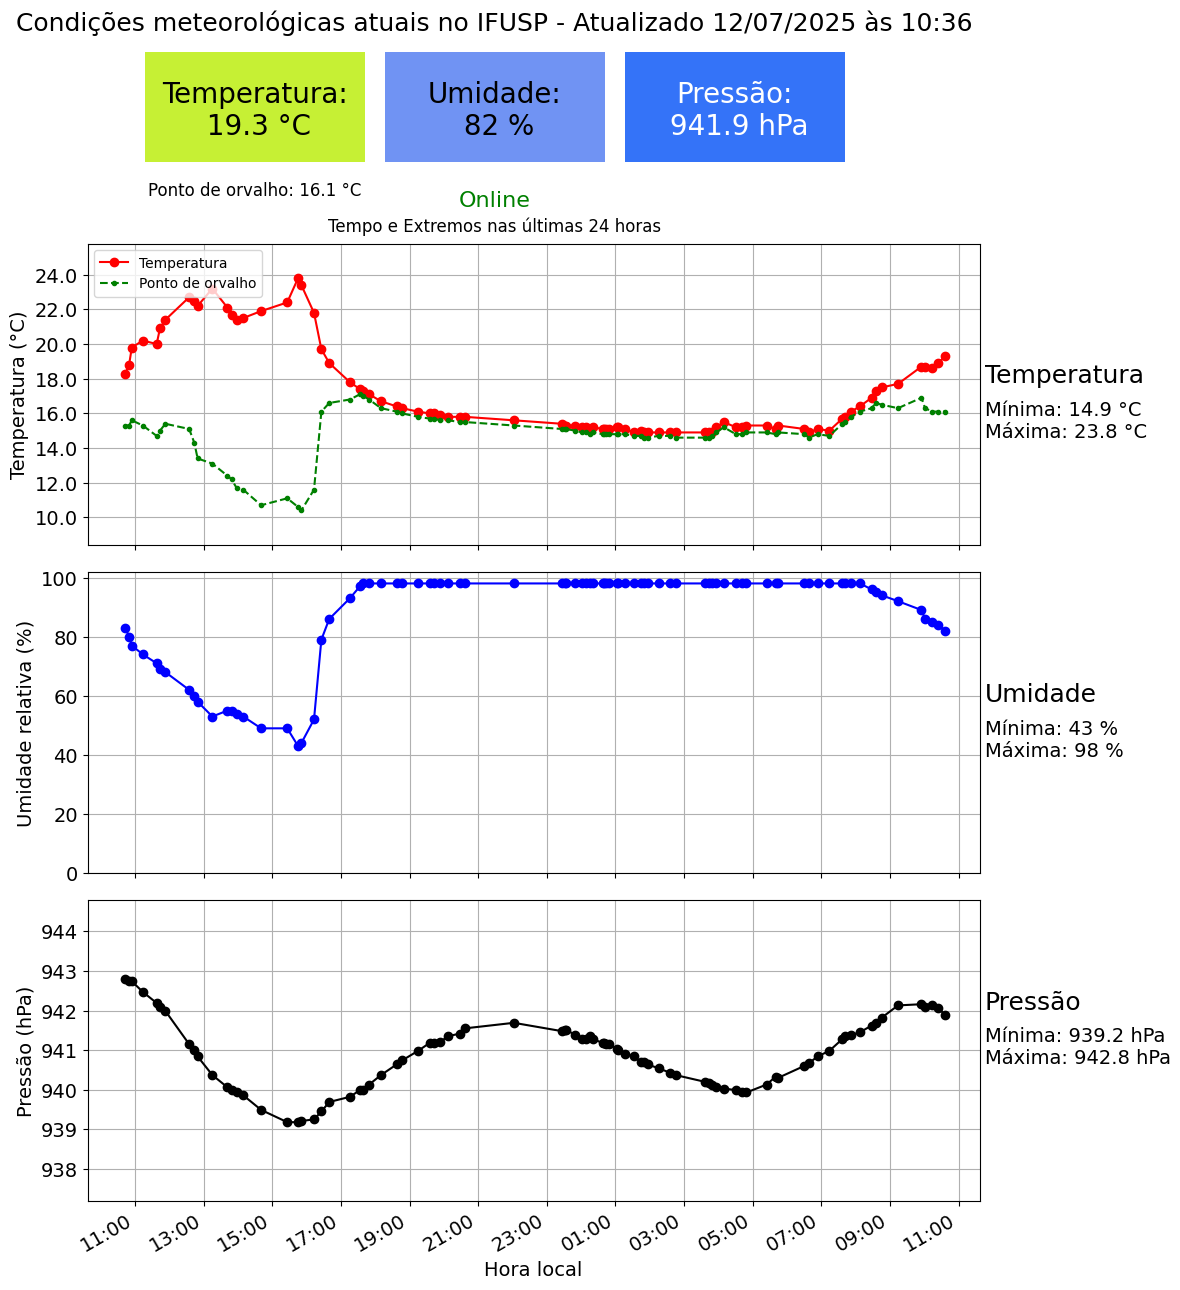 Condições meteorológicas atuais no IFUSP - Atualizado 12/07/2025 às 10:36
Temperatura:
19.3 °C
Umidade:
82 %
Pressão:
941.9 hPa
Ponto de orvalho: 16.1 °C
Online
Tempo e Extremos nas últimas 24 horas
Temperatura
Ponto de orvalho
Temperatura (°C)
24.0
22.0
20.0
18.0
16.0
14.0
12.0
10.0
Temperatura
Mínima: 14.9 °C
Máxima: 23.8 °C
Umidade relativa (%)
100
80
60
40
20
0
Umidade
Mínima: 43 %
Máxima: 98 %
Pressão (hPa)
944
943
942
941
940
939
938
Pressão
Mínima: 939.2 hPa
Máxima: 942.8 hPa
11:00
13:00
15:00
17:00
19:00
21:00
23:00
01:00
03:00
05:00
07:00
09:00
11:00
Hora local